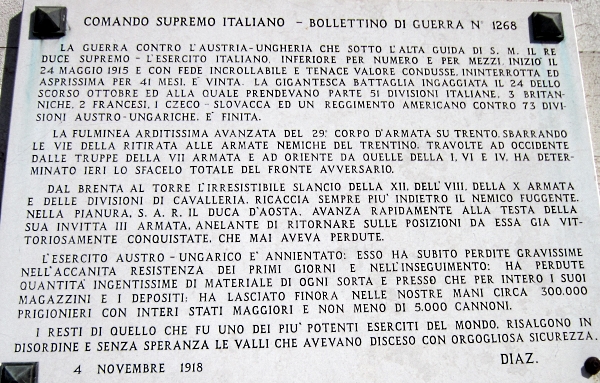 COMANDO SUPREMO ITALIANO - BOLLETTINO DI GUERRA N° 1268
LA GUERRA CONTRO L'AUSTRIA-UNGHERIA CHE SOTTO L'ALTA GUIDA DI S. M. IL RE
DUCE SUPREMO - L'ESERCITO ITALIANO, INFERIORE PER NUMERO E PER MEZZI, INIZIÒ IL
24 MAGGIO 1915 E CON FEDE INCROLLABILE E TENACE VALORE CONDUSSE, ININTERROTTA ED
ASPRISSIMA PER 41 MESI, E' VINTA. LA GIGANTESCA BATTAGLIA INGAGGIATA IL 24 DELLO
SCORSO OTTOBRE ED ALLA QUALE PRENDEVANO PARTE 51 DIVISIONI ITALIANE, 3 BRITAN-
NICHE, 2 FRANCESI, 1 CZECO - SLOVACCA ED UN REGGIMENTO AMERICANO CONTRO 73 DIVI-
SIONI AUSTRO-UNGARICHE, E' FINITA.
LA FULMINEA ARDITISSIMA AVANZATA DEL 29° CORPO D'ARMATA SU TRENTO, SBARRANDO
LE VIE DELLA RITIRATA ALLE ARMATE NEMICHE DEL TRENTINO, TRAVOLTE AD OCCIDENTE
DALLE TRUPPE DELLA VII ARMATA E AD ORIENTE DA QUELLE DELLA I, VI E IV, HA DETER-
MINATO IERI LO SFACELO TOTALE DEL FRONTE AVVERSARIO.
DAL BRENTA AL TORRE L'IRRESISTIBILE SLANCIO DELLA XII, DELL'VIII, DELLA X ARMATA
E DELLE DIVISIONI DI CAVALLERIA, RICACCIA SEMPRE PIU' INDIETRO IL NEMICO FUGGENTE.
NELLA PIANURA, S. A. R. IL DUCA D'AOSTA, AVANZA RAPIDAMENTE ALLA TESTA DELLA
SUA INVITTA III ARMATA, ANELANTE DI RITORNARE SULLE POSIZIONI DA ESSA GIA' VIT-
TORIOSAMENTE CONQUISTATE, CHE MAI AVEVA PERDUTE.
L'ESERCITO AUSTRO - UNGARICO E' ANNIENTATO: ESSO HA SUBITO PERDITE GRAVISSIME
NELL'ACCANITA RESISTENZA DEI PRIMI GIORNI E NELL'INSEGUIMENTO: HA PERDUTE
QUANTITA' INGENTISSIME DI MATERIALE DI OGNI SORTA E PRESSO CHE PER INTERO I SUOI
MAGAZZINI E I DEPOSITI: HA LASCIATO FINORA NELLE NOSTRE MANI CIRCA 300.000
PRIGIONIERI CON INTERI STATI MAGGIORI E NON MENO DI 5.000 CANNONI.
I RESTI DI QUELLO CHE FU UNO DEI PIU' POTENTI ESERCITI DEL MONDO, RISALGONO IN
DISORDINE E SENZA SPERANZA LE VALLI CHE AVEVANO DISCESO CON ORGOGLIOSA SICUREZZA.
4 NOVEMBRE 1918 DIAZ.